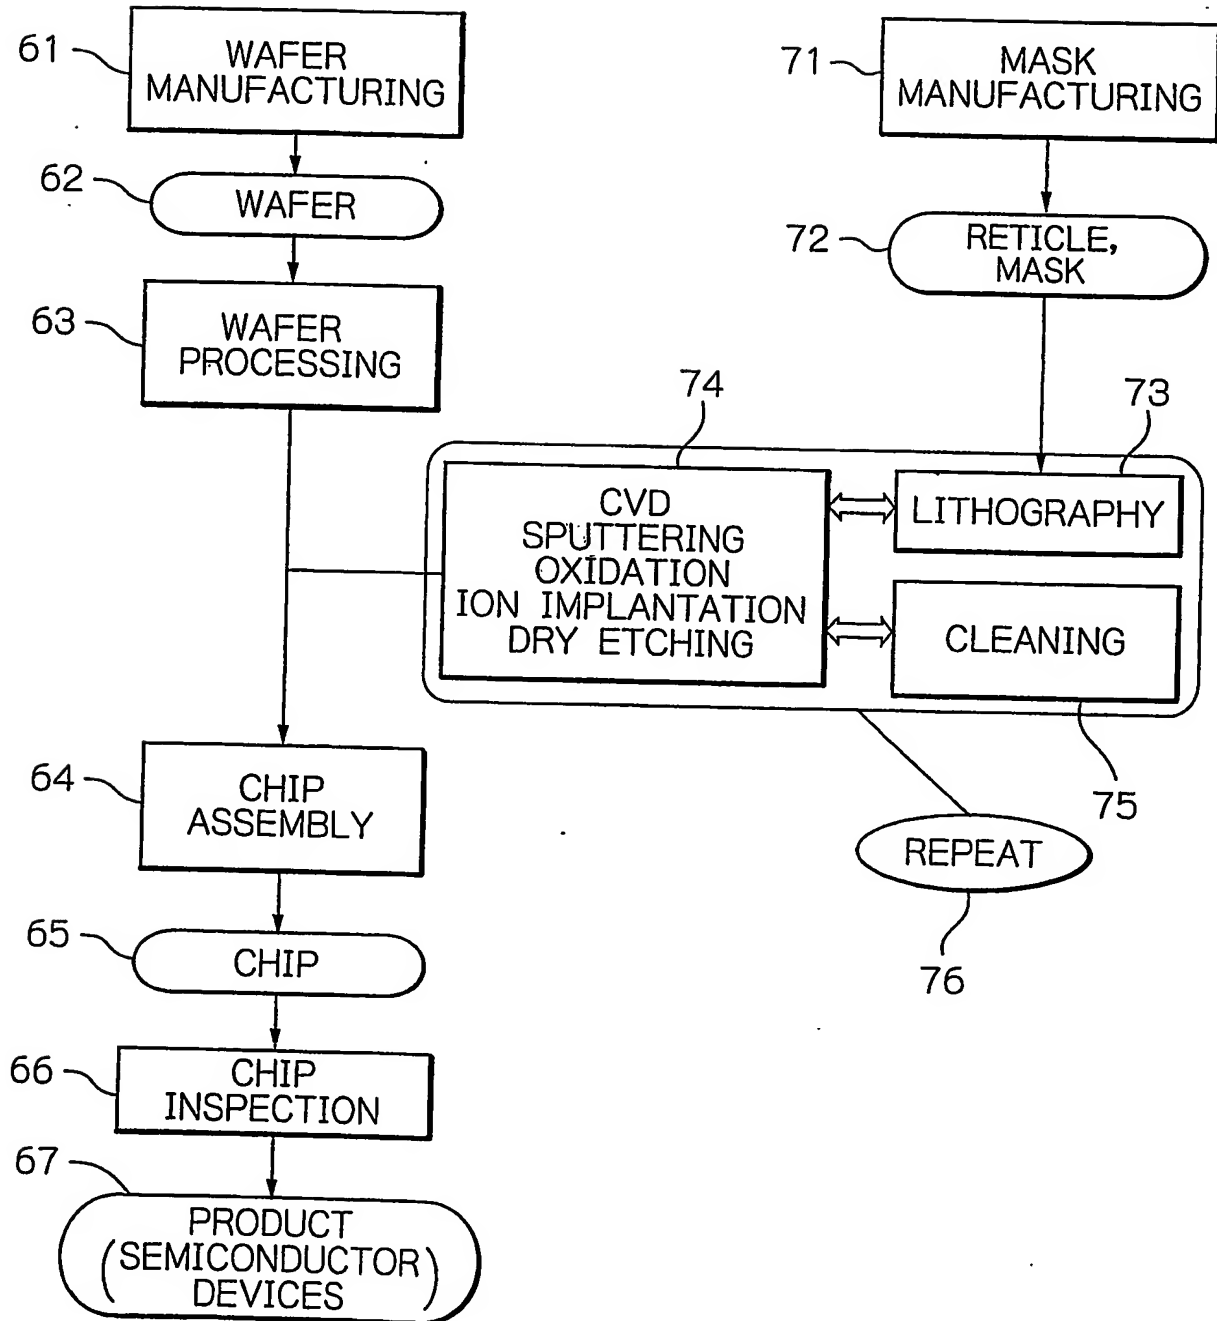 61
WAFER
MANUFACTURING
62
WAFER
63
WAFER
PROCESSING
71
MASK
MANUFACTURING
72
RETICLE,
MASK
74
CVD
SPUTTERING
OXIDATION
ION IMPLANTATION
DRY ETCHING
73
LITHOGRAPHY
CLEANING
75
REPEAT
76
64
CHIP
ASSEMBLY
65
CHIP
66
CHIP
INSPECTION
67
PRODUCT
(SEMICONDUCTOR)
DEVICES